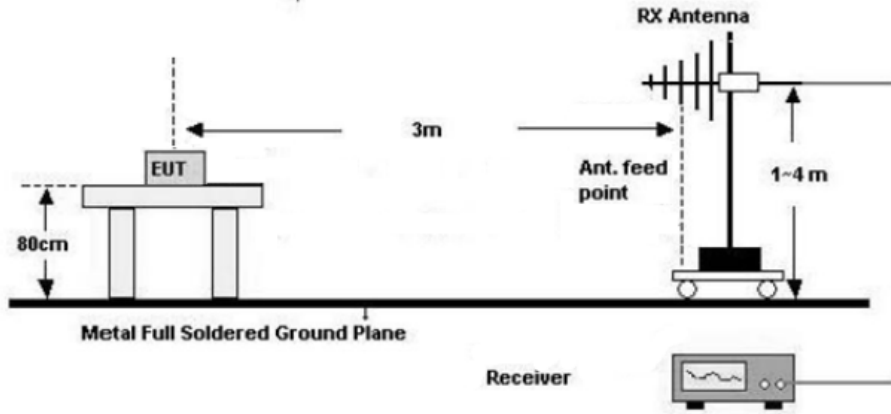 RX Antenna
3m
EUT
Ant. feed
point
1~4 m
80cm
Metal Full Soldered Ground Plane
Receiver